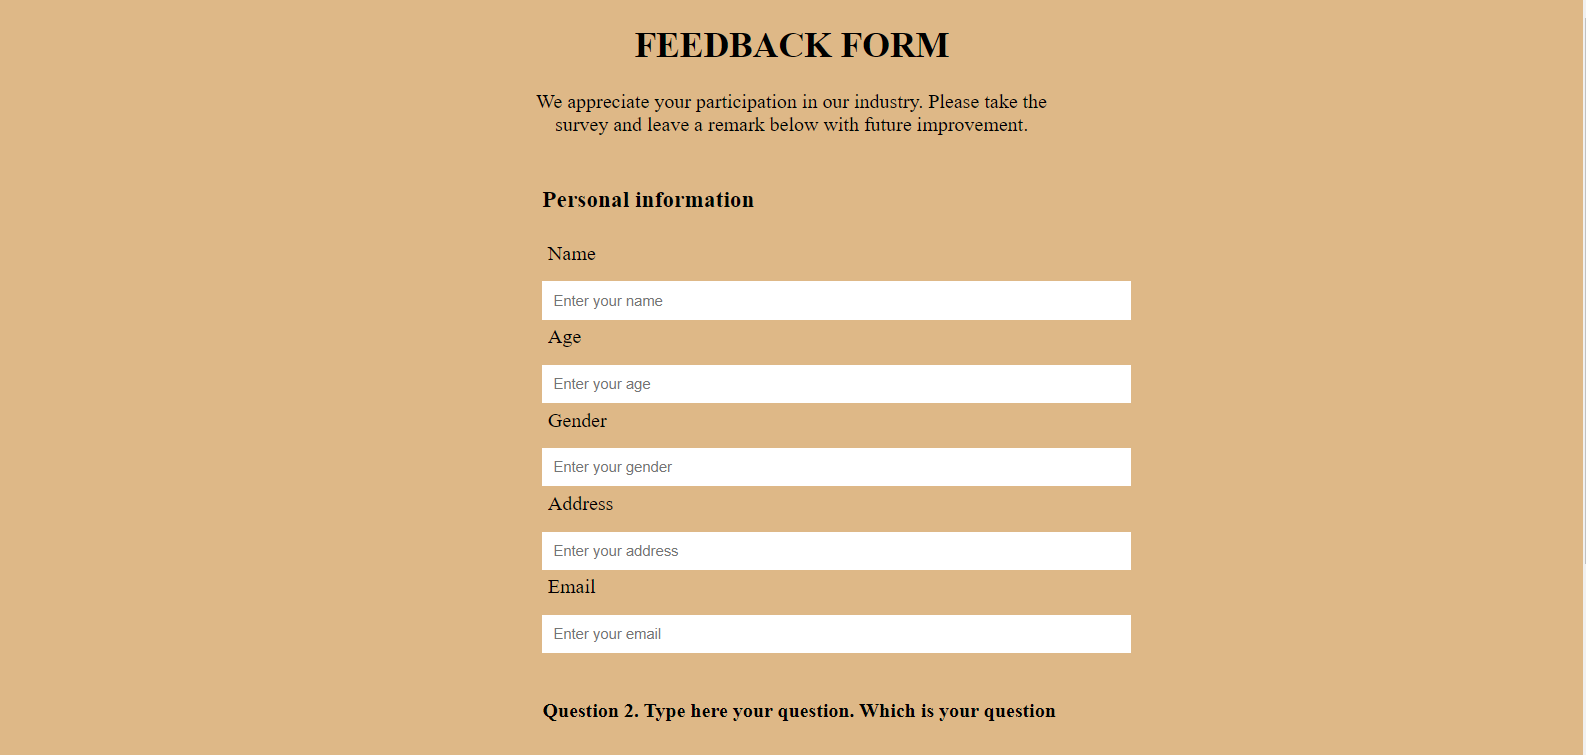 FEEDBACK FORM
We appreciate your participation in our industry. Please take the
survey and leave a remark below with future improvement.
Personal information
Name
Enter your name
Age
Enter your age
Gender
Enter your gender
Address
Enter your address
Email
Enter your email
Question 2. Type here your question. Which is your question